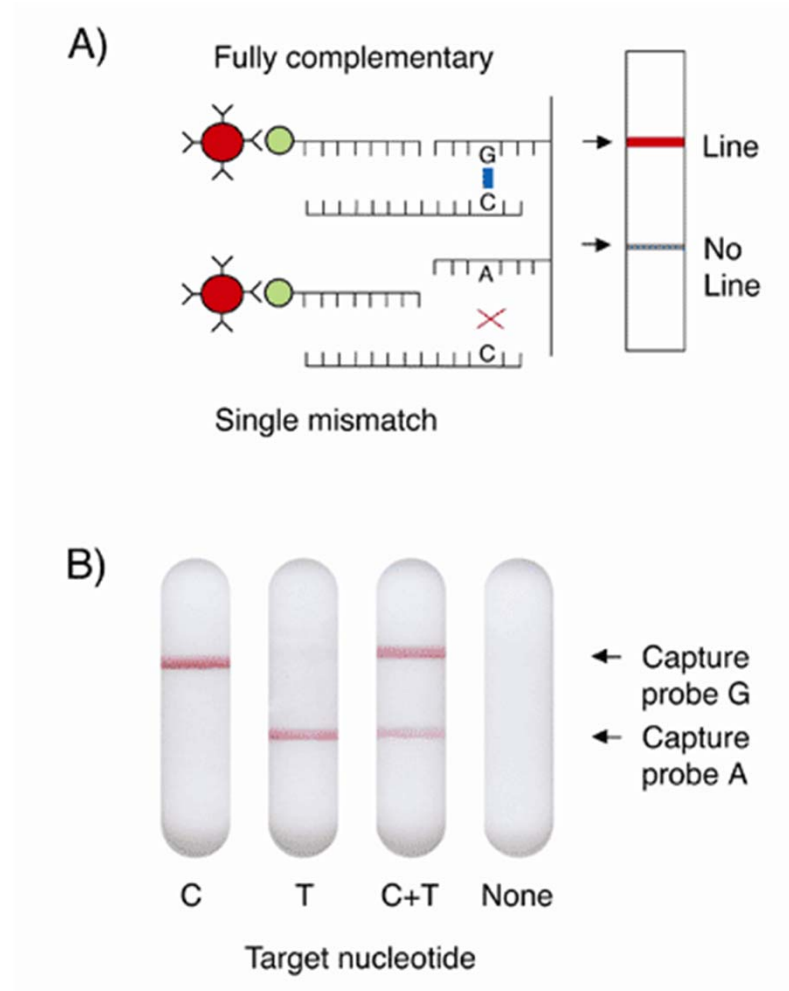 A)
Fully complementary
G
C
Line
A
C
No
Line
Single mismatch
B)
Capture
probe G
Capture
probe A
C T C+T None
Target nucleotide